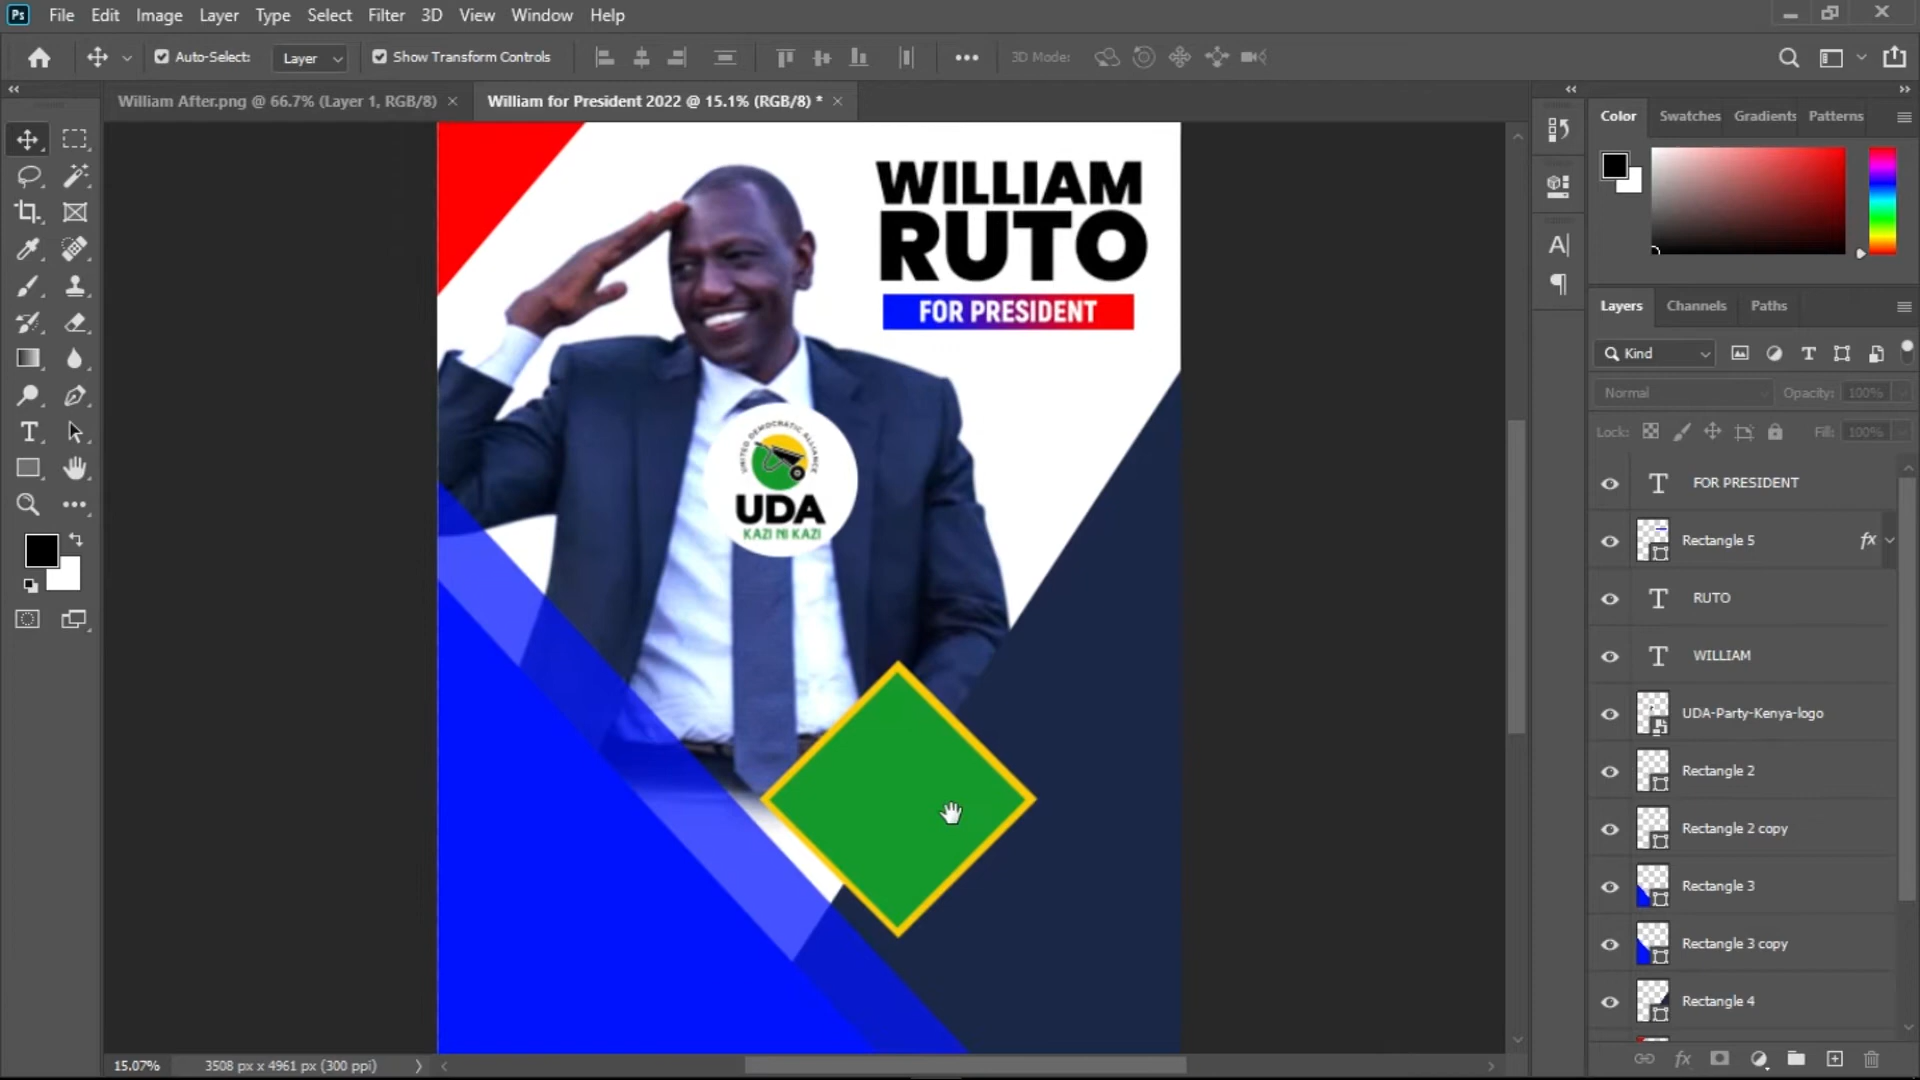 Ps File Edit Image Layer Type Select Filter 3D View Window Help
Auto-Select: Layer Show Transform Controls 3D Mode:
William After.png @ 66.7% (Layer 1, RGB/8) × William for President 2022 @ 15.1% (RGB/8) * ×
Color Swatches Gradients Patterns
WILLIAM
RUTO
FOR PRESIDENT
UNITED DEMOCRATIC ALLIANCE
UDA
KAZI NI KAZI
Layers Channels Paths
Kind
Normal Opacity: 100%
Lock: Fill: 100%
FOR PRESIDENT
Rectangle 5 fx
RUTO
WILLIAM
UDA-Party-Kenya-logo
Rectangle 2
Rectangle 2 copy
Rectangle 3
Rectangle 3 copy
Rectangle 4
15.07% 3508 px x 4961 px (300 ppi)
fx